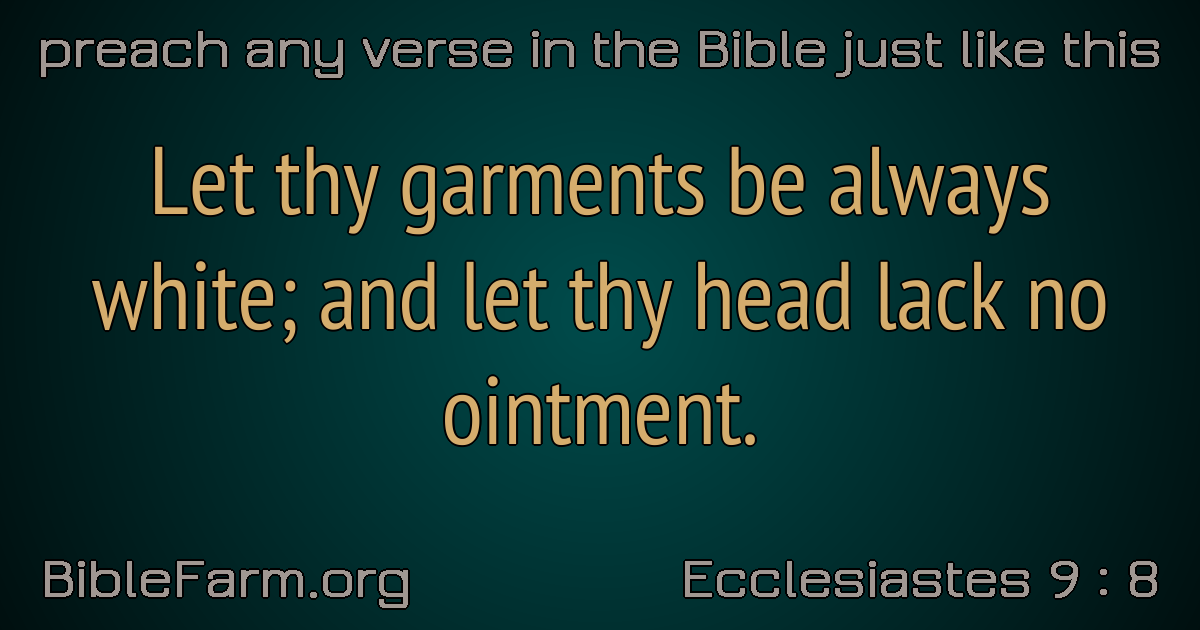 preach any verse in the Bible just like this
Let thy garments be always
white; and let thy head lack no
ointment.
BibleFarm.org
Ecclesiastes 9 : 8